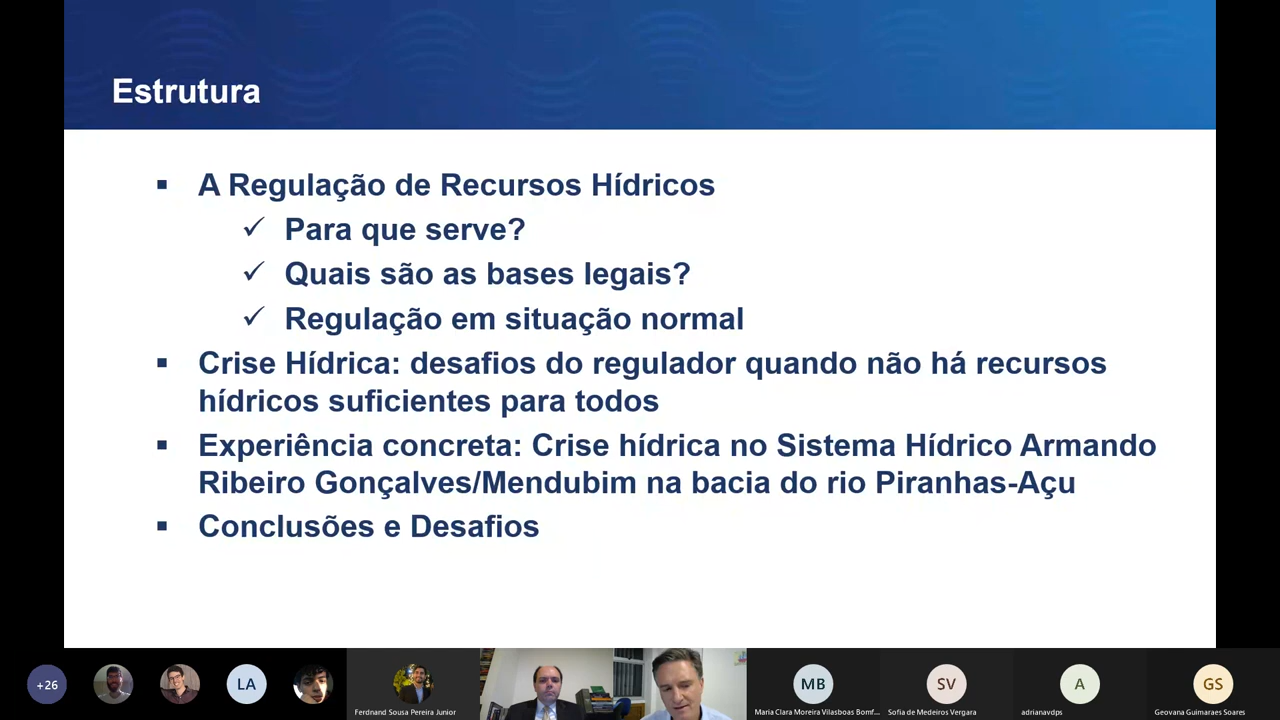 Estrutura
▪ A Regulação de Recursos Hídricos
✓ Para que serve?
✓ Quais são as bases legais?
✓ Regulação em situação normal
▪ Crise Hídrica: desafios do regulador quando não há recursos
hídricos suficientes para todos
▪ Experiência concreta: Crise hídrica no Sistema Hídrico Armando
Ribeiro Gonçalves/Mendubim na bacia do rio Piranhas-Açu
▪ Conclusões e Desafios
+26
LA
MB
SV
A
GS
Ferdnand Sousa Pereira Junior
Maria Clara Moreira Vilasboas Bomf...
Sofia de Medeiros Vergara
adrianavdps
Geovana Guimaraes Soares